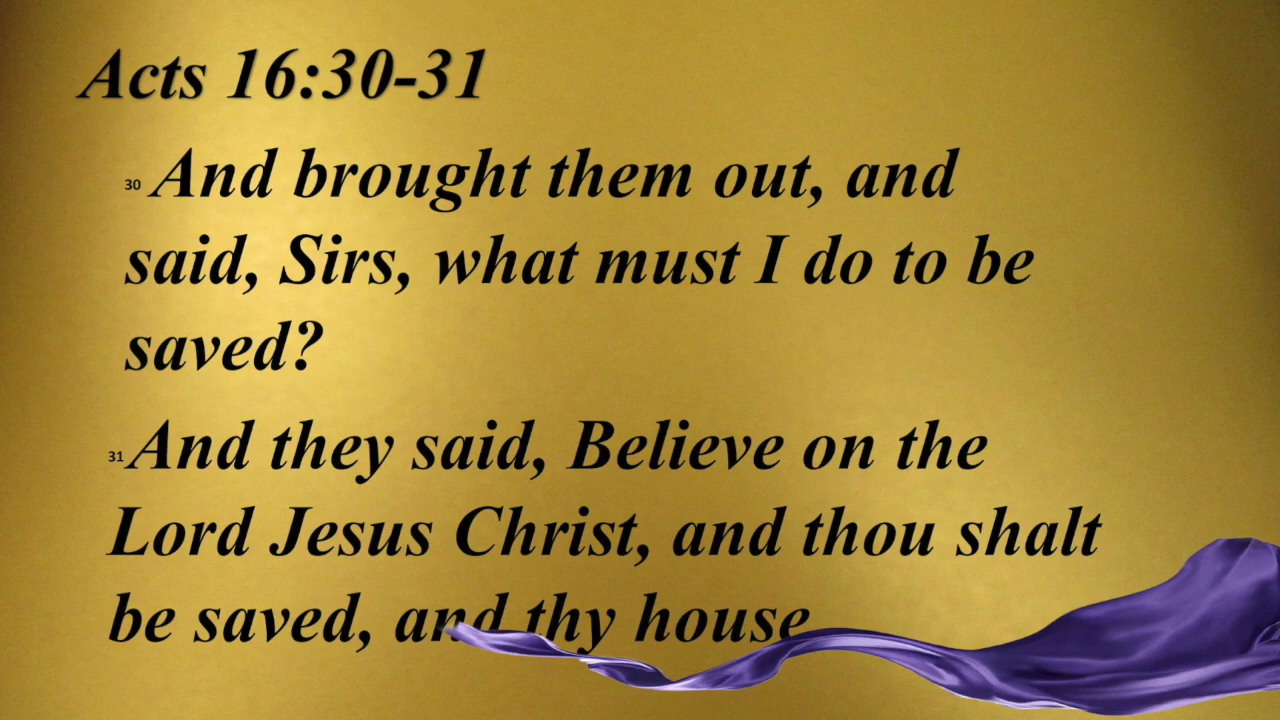 Acts 16:30-31
30 And brought them out, and
said, Sirs, what must I do to be
saved?
31 And they said, Believe on the
Lord Jesus Christ, and thou shalt
be saved, and thy house